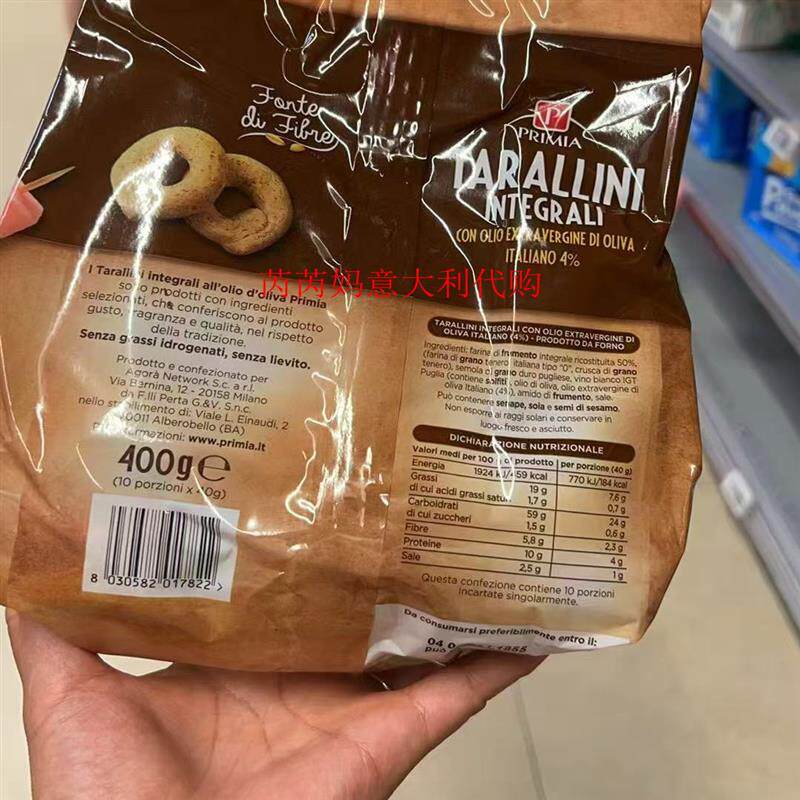 Fonte
di Fibre
PRIMIA
TARALLINI
INTEGRALI
CON OLIO EXTRAVERGINE DI OLIVA
ITALIANO 4%
芮芮妈意大利代购
I Tarallini integrali all'olio d'oliva Primia
sono prodotti con ingredienti
selezionati, che conferiscono al prodotto
gusto, fragranza e qualità, nel rispetto
della tradizione.
Senza grassi idrogenati, senza lievito.
Prodotto e confezionato per
Agorà Network S.c. a r.l.
Via Bernina, 12 - 20158 Milano
da F.lli Perta G.&V. S.n.c.
nello stabilimento di: Viale L. Einaudi, 2
70011 Alberobello (BA)
informazioni: www.primia.it
400g℮
(10 porzioni x 40g)
8 030582 017822 >
TARALLINI INTEGRALI CON OLIO EXTRAVERGINE DI
OLIVA ITALIANO (4%) - PRODOTTO DA FORNO
Ingredienti: farina di frumento integrale ricostituita 50%,
(farina di grano tenero italiana tipo "0", crusca di grano
tenero), semola di grano duro pugliese, vino bianco IGT
Puglia (contiene solfiti), olio di oliva, olio extravergine di
oliva italiano (4%), amido di frumento, sale.
Può contenere senape, soia e semi di sesamo.
Non esporre ai raggi solari e conservare in
luogo fresco e asciutto.
DICHIARAZIONE NUTRIZIONALE
Valori medi per 100 g di prodotto per porzione (40 g)
Energia 1924 kJ/459 kcal 770 kJ/184 kcal
Grassi 19 g 7,6 g
di cui acidi grassi saturi 1,7 g 0,7 g
Carboidrati 59 g 24 g
di cui zuccheri 1,5 g 0,6 g
Fibre 5,8 g 2,3 g
Proteine 10 g 4 g
Sale 2,5 g 1 g
Questa confezione contiene 10 porzioni
incartate singolarmente.
Da consumarsi preferibilmente entro il:
04